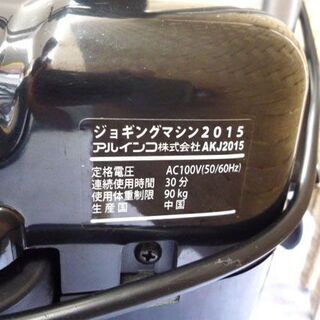 ジョギングマシン2015
アルインコ株式会社 AKJ2015
定格電圧 AC100V(50/60Hz)
連続使用時間 30分
使用体重制限 90kg
生産国 中国